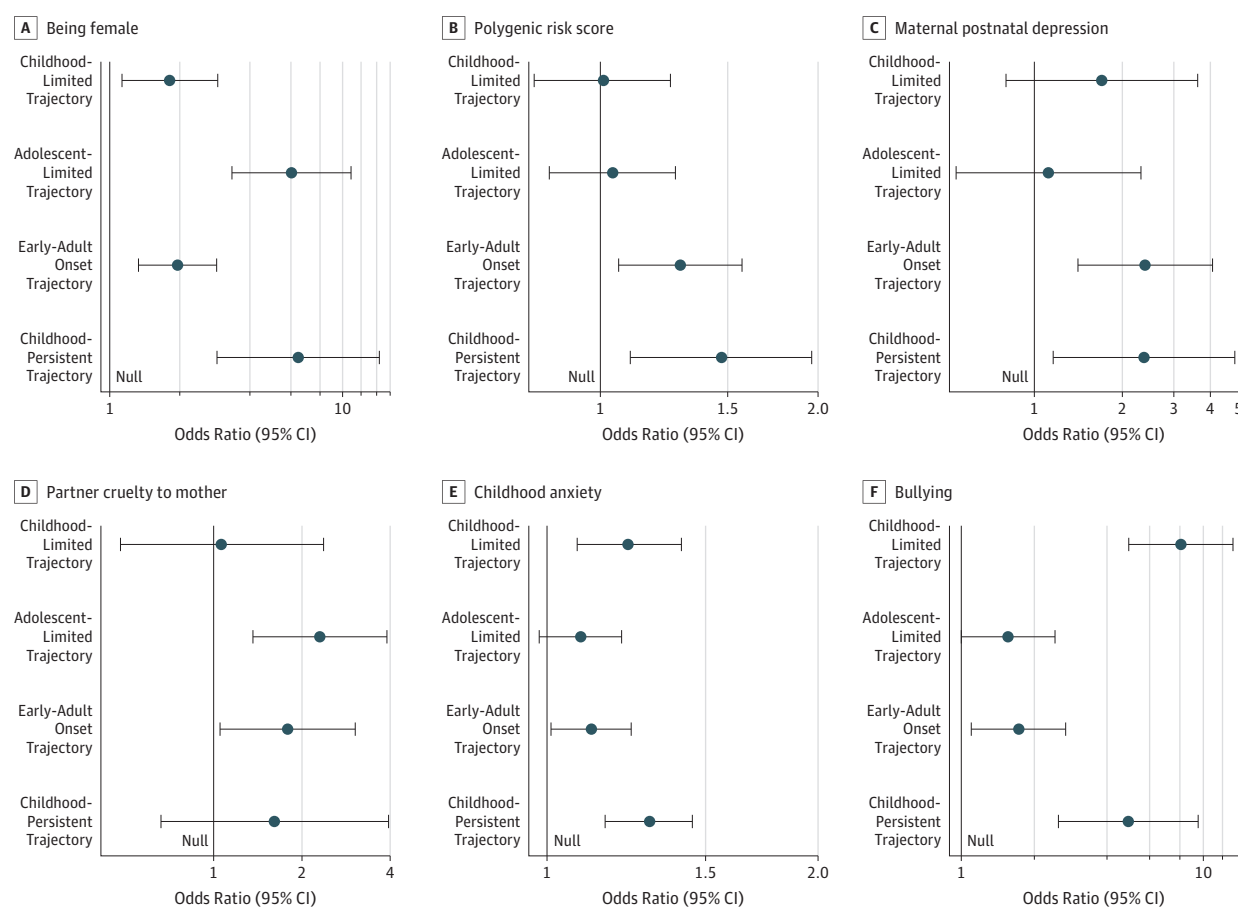 A Being female
Childhood-
Limited
Trajectory
Adolescent-
Limited
Trajectory
Early-Adult
Onset
Trajectory
Childhood-
Persistent
Trajectory
Null
1 10
Odds Ratio (95% CI)
B Polygenic risk score
Childhood-
Limited
Trajectory
Adolescent-
Limited
Trajectory
Early-Adult
Onset
Trajectory
Childhood-
Persistent
Trajectory
Null
1 1.5 2.0
Odds Ratio (95% CI)
C Maternal postnatal depression
Childhood-
Limited
Trajectory
Adolescent-
Limited
Trajectory
Early-Adult
Onset
Trajectory
Childhood-
Persistent
Trajectory
Null
1 2 3 4 5
Odds Ratio (95% CI)
D Partner cruelty to mother
Childhood-
Limited
Trajectory
Adolescent-
Limited
Trajectory
Early-Adult
Onset
Trajectory
Childhood-
Persistent
Trajectory
Null
1 2 4
Odds Ratio (95% CI)
E Childhood anxiety
Childhood-
Limited
Trajectory
Adolescent-
Limited
Trajectory
Early-Adult
Onset
Trajectory
Childhood-
Persistent
Trajectory
Null
1 1.5 2.0
Odds Ratio (95% CI)
F Bullying
Childhood-
Limited
Trajectory
Adolescent-
Limited
Trajectory
Early-Adult
Onset
Trajectory
Childhood-
Persistent
Trajectory
Null
1 10
Odds Ratio (95% CI)